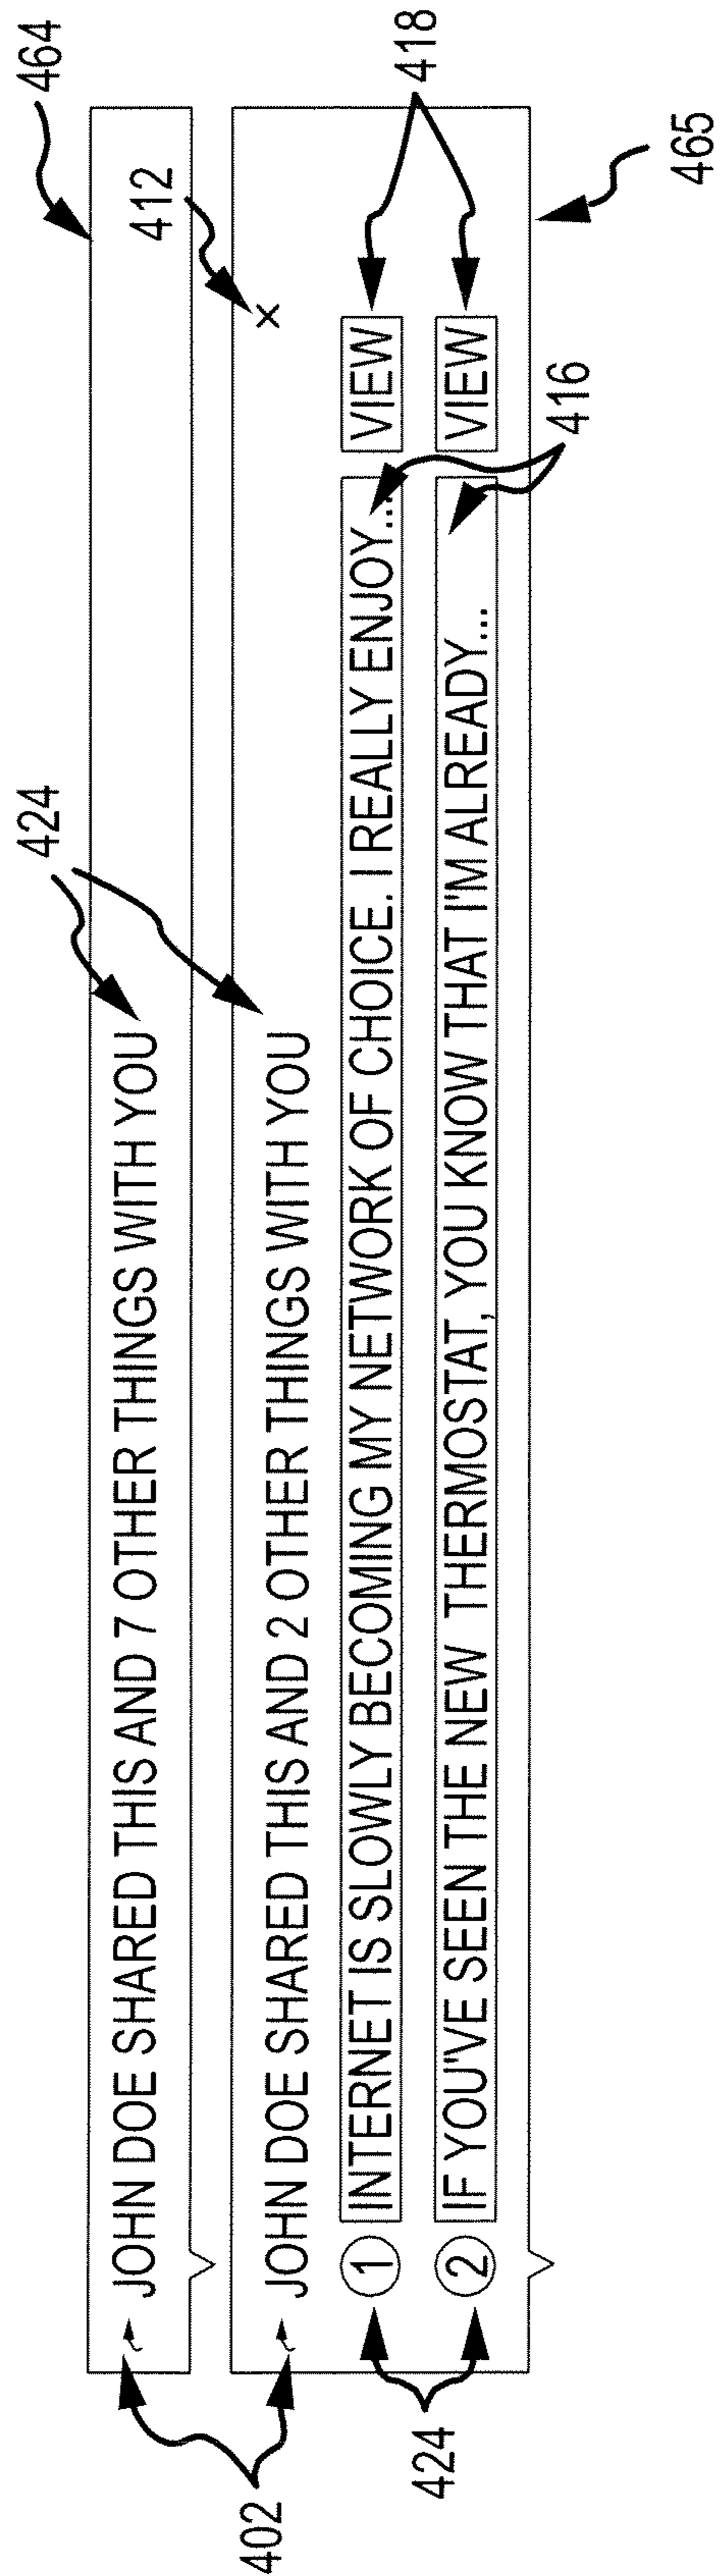 464
424
412
418
JOHN DOE SHARED THIS AND 7 OTHER THINGS WITH YOU
402
JOHN DOE SHARED THIS AND 2 OTHER THINGS WITH YOU
×
1 INTERNET IS SLOWLY BECOMING MY NETWORK OF CHOICE. I REALLY ENJOY... VIEW
2 IF YOU'VE SEEN THE NEW THERMOSTAT, YOU KNOW THAT I'M ALREADY... VIEW
424
416
465